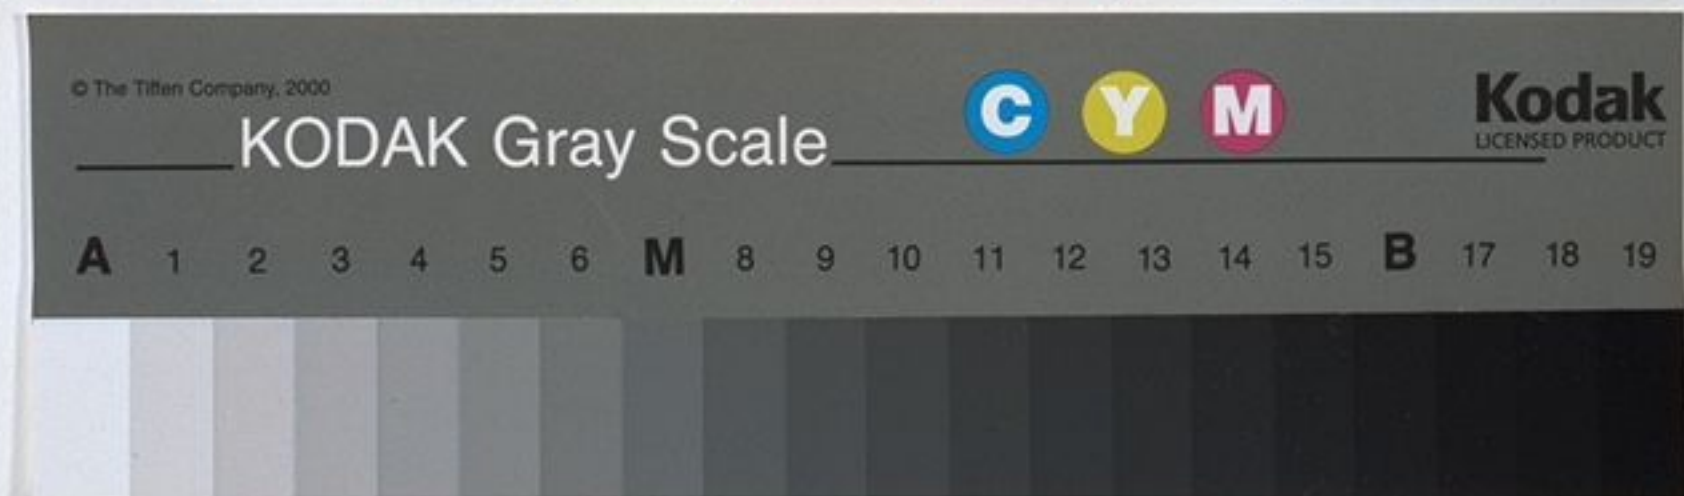 © The Tiffen Company, 2000
KODAK Gray Scale
C Y M
Kodak
LICENSED PRODUCT
A 1 2 3 4 5 6 M 8 9 10 11 12 13 14 15 B 17 18 19